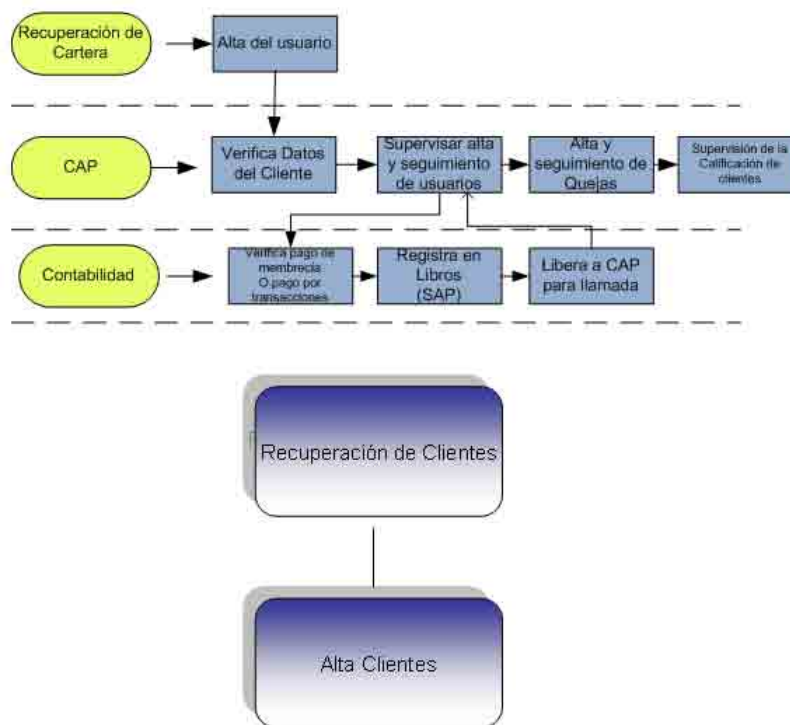 Recuperación de
Cartera
Alta del usuario
CAP
Verifica Datos
del Cliente
Supervisar alta
y seguimiento
de usuarios
Alta y
seguimiento de
Quejas
Supervisión de la
Calificación de
clientes
Contabilidad
Verifica pago de
membrecía
O pago por
transacciones
Registra en
Libros
(SAP)
Libera a CAP
para llamada
Recuperación de Clientes
Alta Clientes